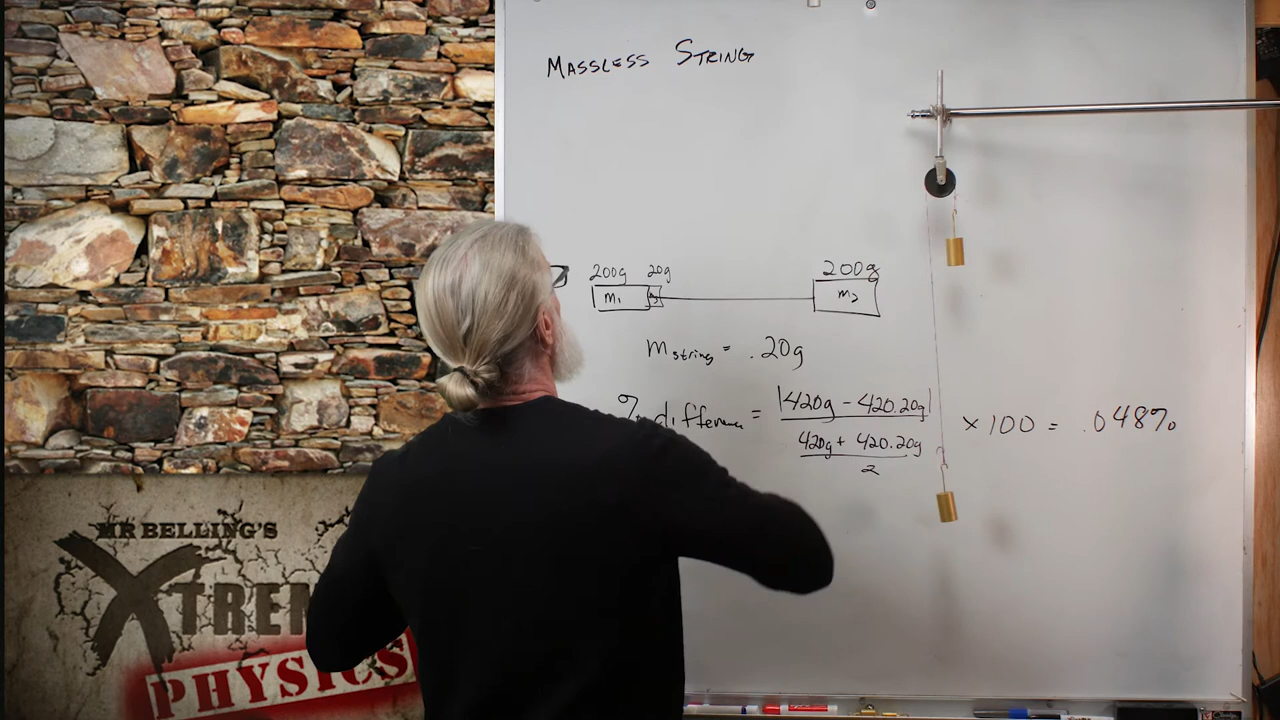 MASSLESS STRING
200g 20g 200g
m₁ m₂
m string = .20g
% difference = |420g - 420.20g| × 100 = .048%
420g + 420.20g
2
MR BELLING'S
XTREM
PHYSICS